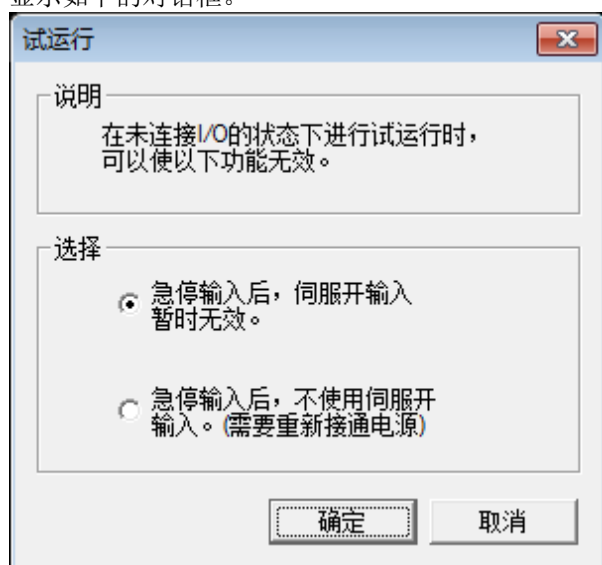 显示如下的对话框。
试运行
说明
在未连接I/O的状态下进行试运行时，
可以使以下功能无效。
选择
急停输入后，伺服开输入
暂时无效。
急停输入后，不使用伺服开
输入。(需要重新接通电源)
确定
取消